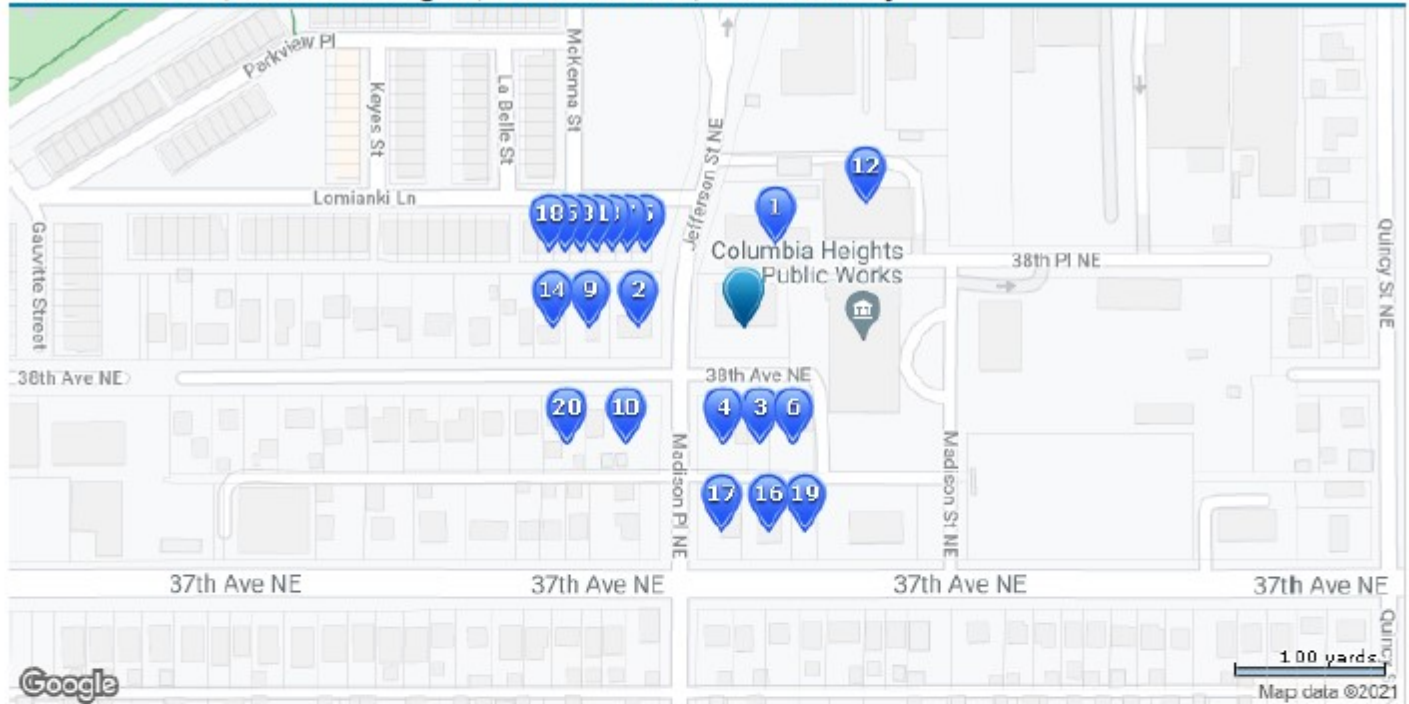 Parkview Pl
McKenna St
Keyes St
La Belle St
Jefferson St NE
12
Lomianki Ln
18
1
Columbia Heights
Public Works
38th Pl NE
Quincy St NE
Gauvitte Street
14
9
2
38th Ave NE
38th Ave NE
20
10
4
3
6
Madison Pl NE
Madison St NE
17
16
19
37th Ave NE
37th Ave NE
37th Ave NE
37th Ave NE
100 yards
Google
Map data ©2021